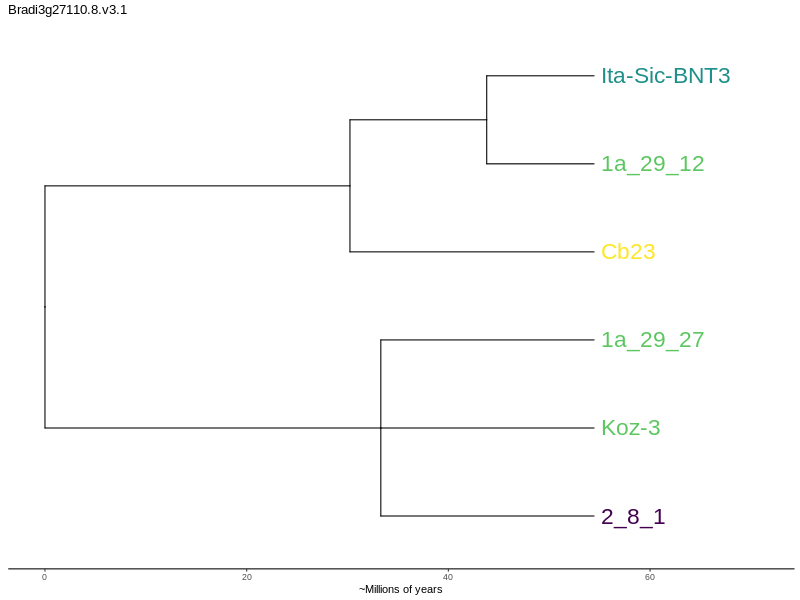 Bradi3g27110.8.v3.1
Ita-Sic-BNT3
1a_29_12
Cb23
1a_29_27
Koz-3
2_8_1
0 20 40 60
~Millions of years